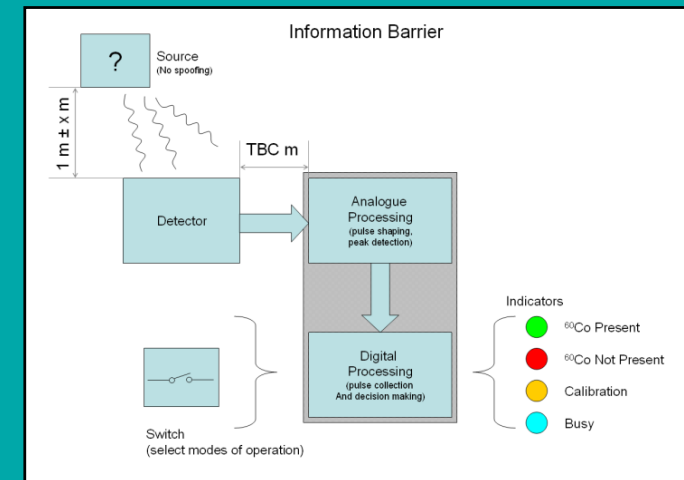 Information Barrier
?
Source
(No spoofing)
1 m ± x m
TBC m
Detector
Analogue
Processing
(pulse shaping,
peak detection)
Digital
Processing
(pulse collection
And decision making)
Switch
(select modes of operation)
Indicators
⁶⁰Co Present
⁶⁰Co Not Present
Calibration
Busy